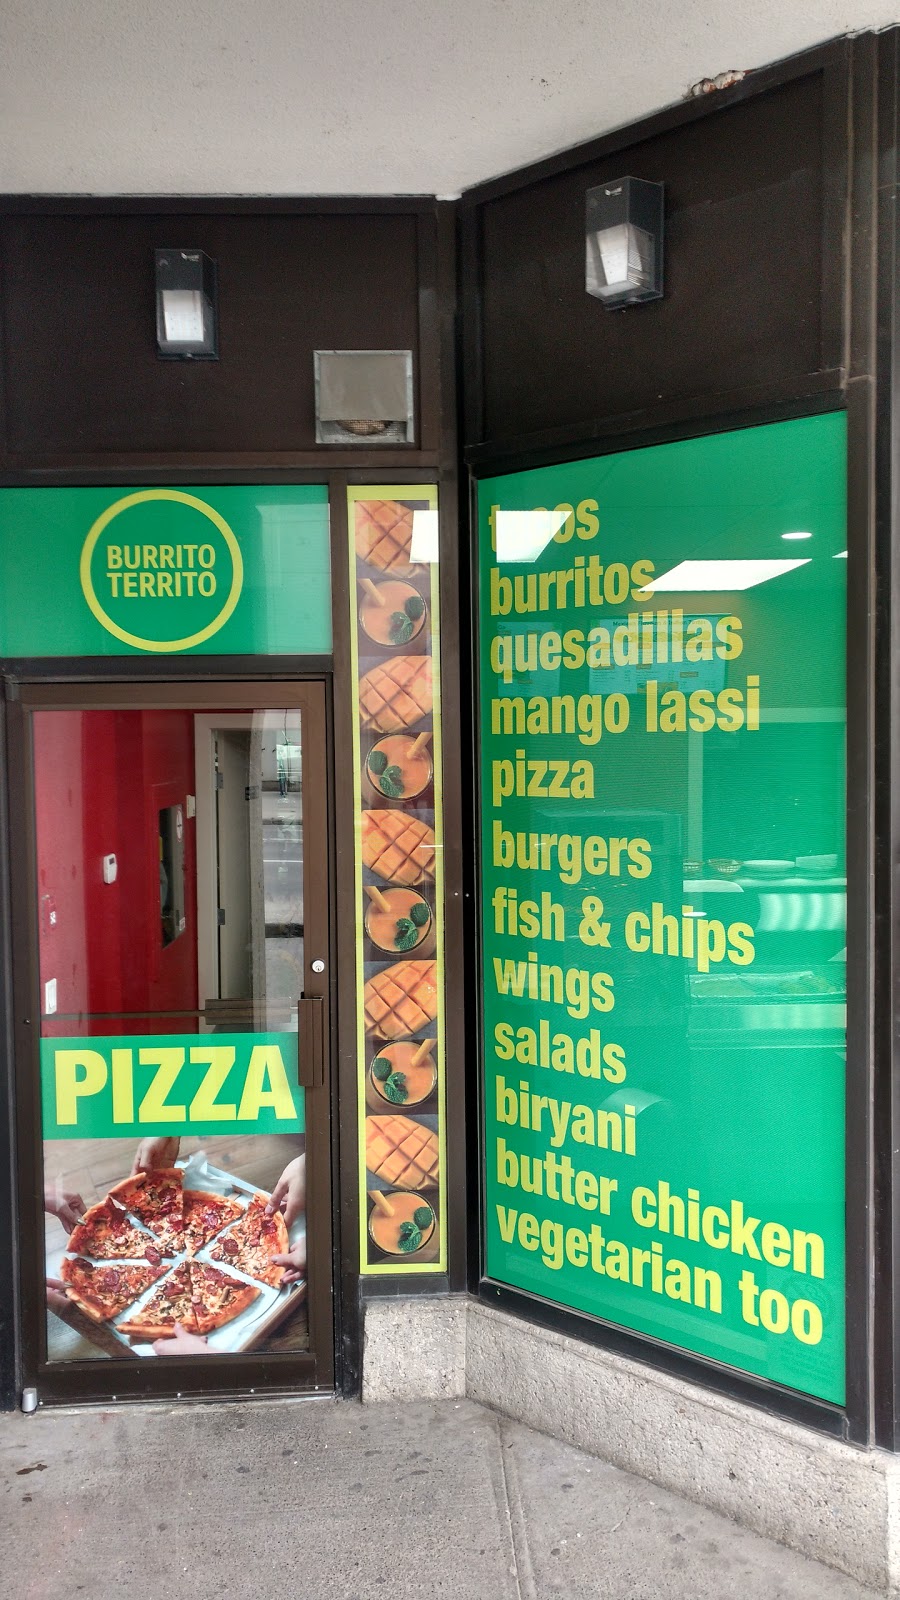 BURRITO
TERRITO
PIZZA
tacos
burritos
quesadillas
mango lassi
pizza
burgers
fish & chips
wings
salads
biryani
butter chicken
vegetarian too